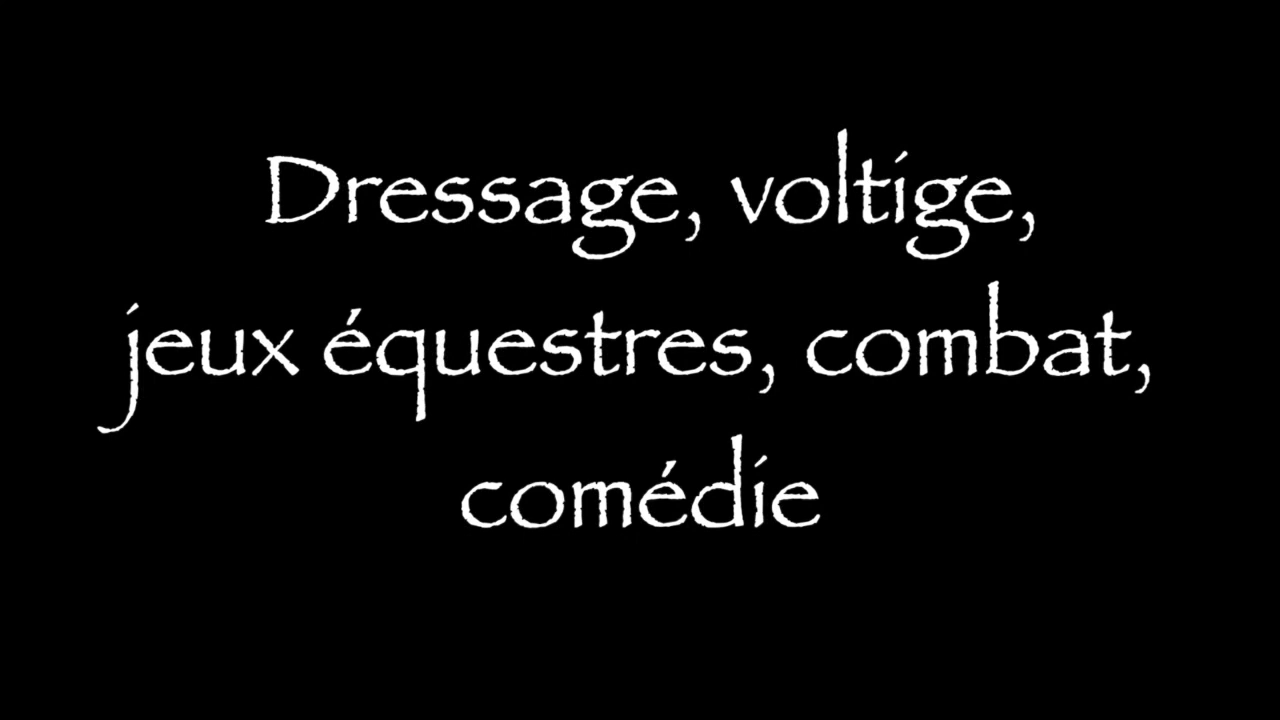 Dressage, voltige,
jeux équestres, combat,
comédie